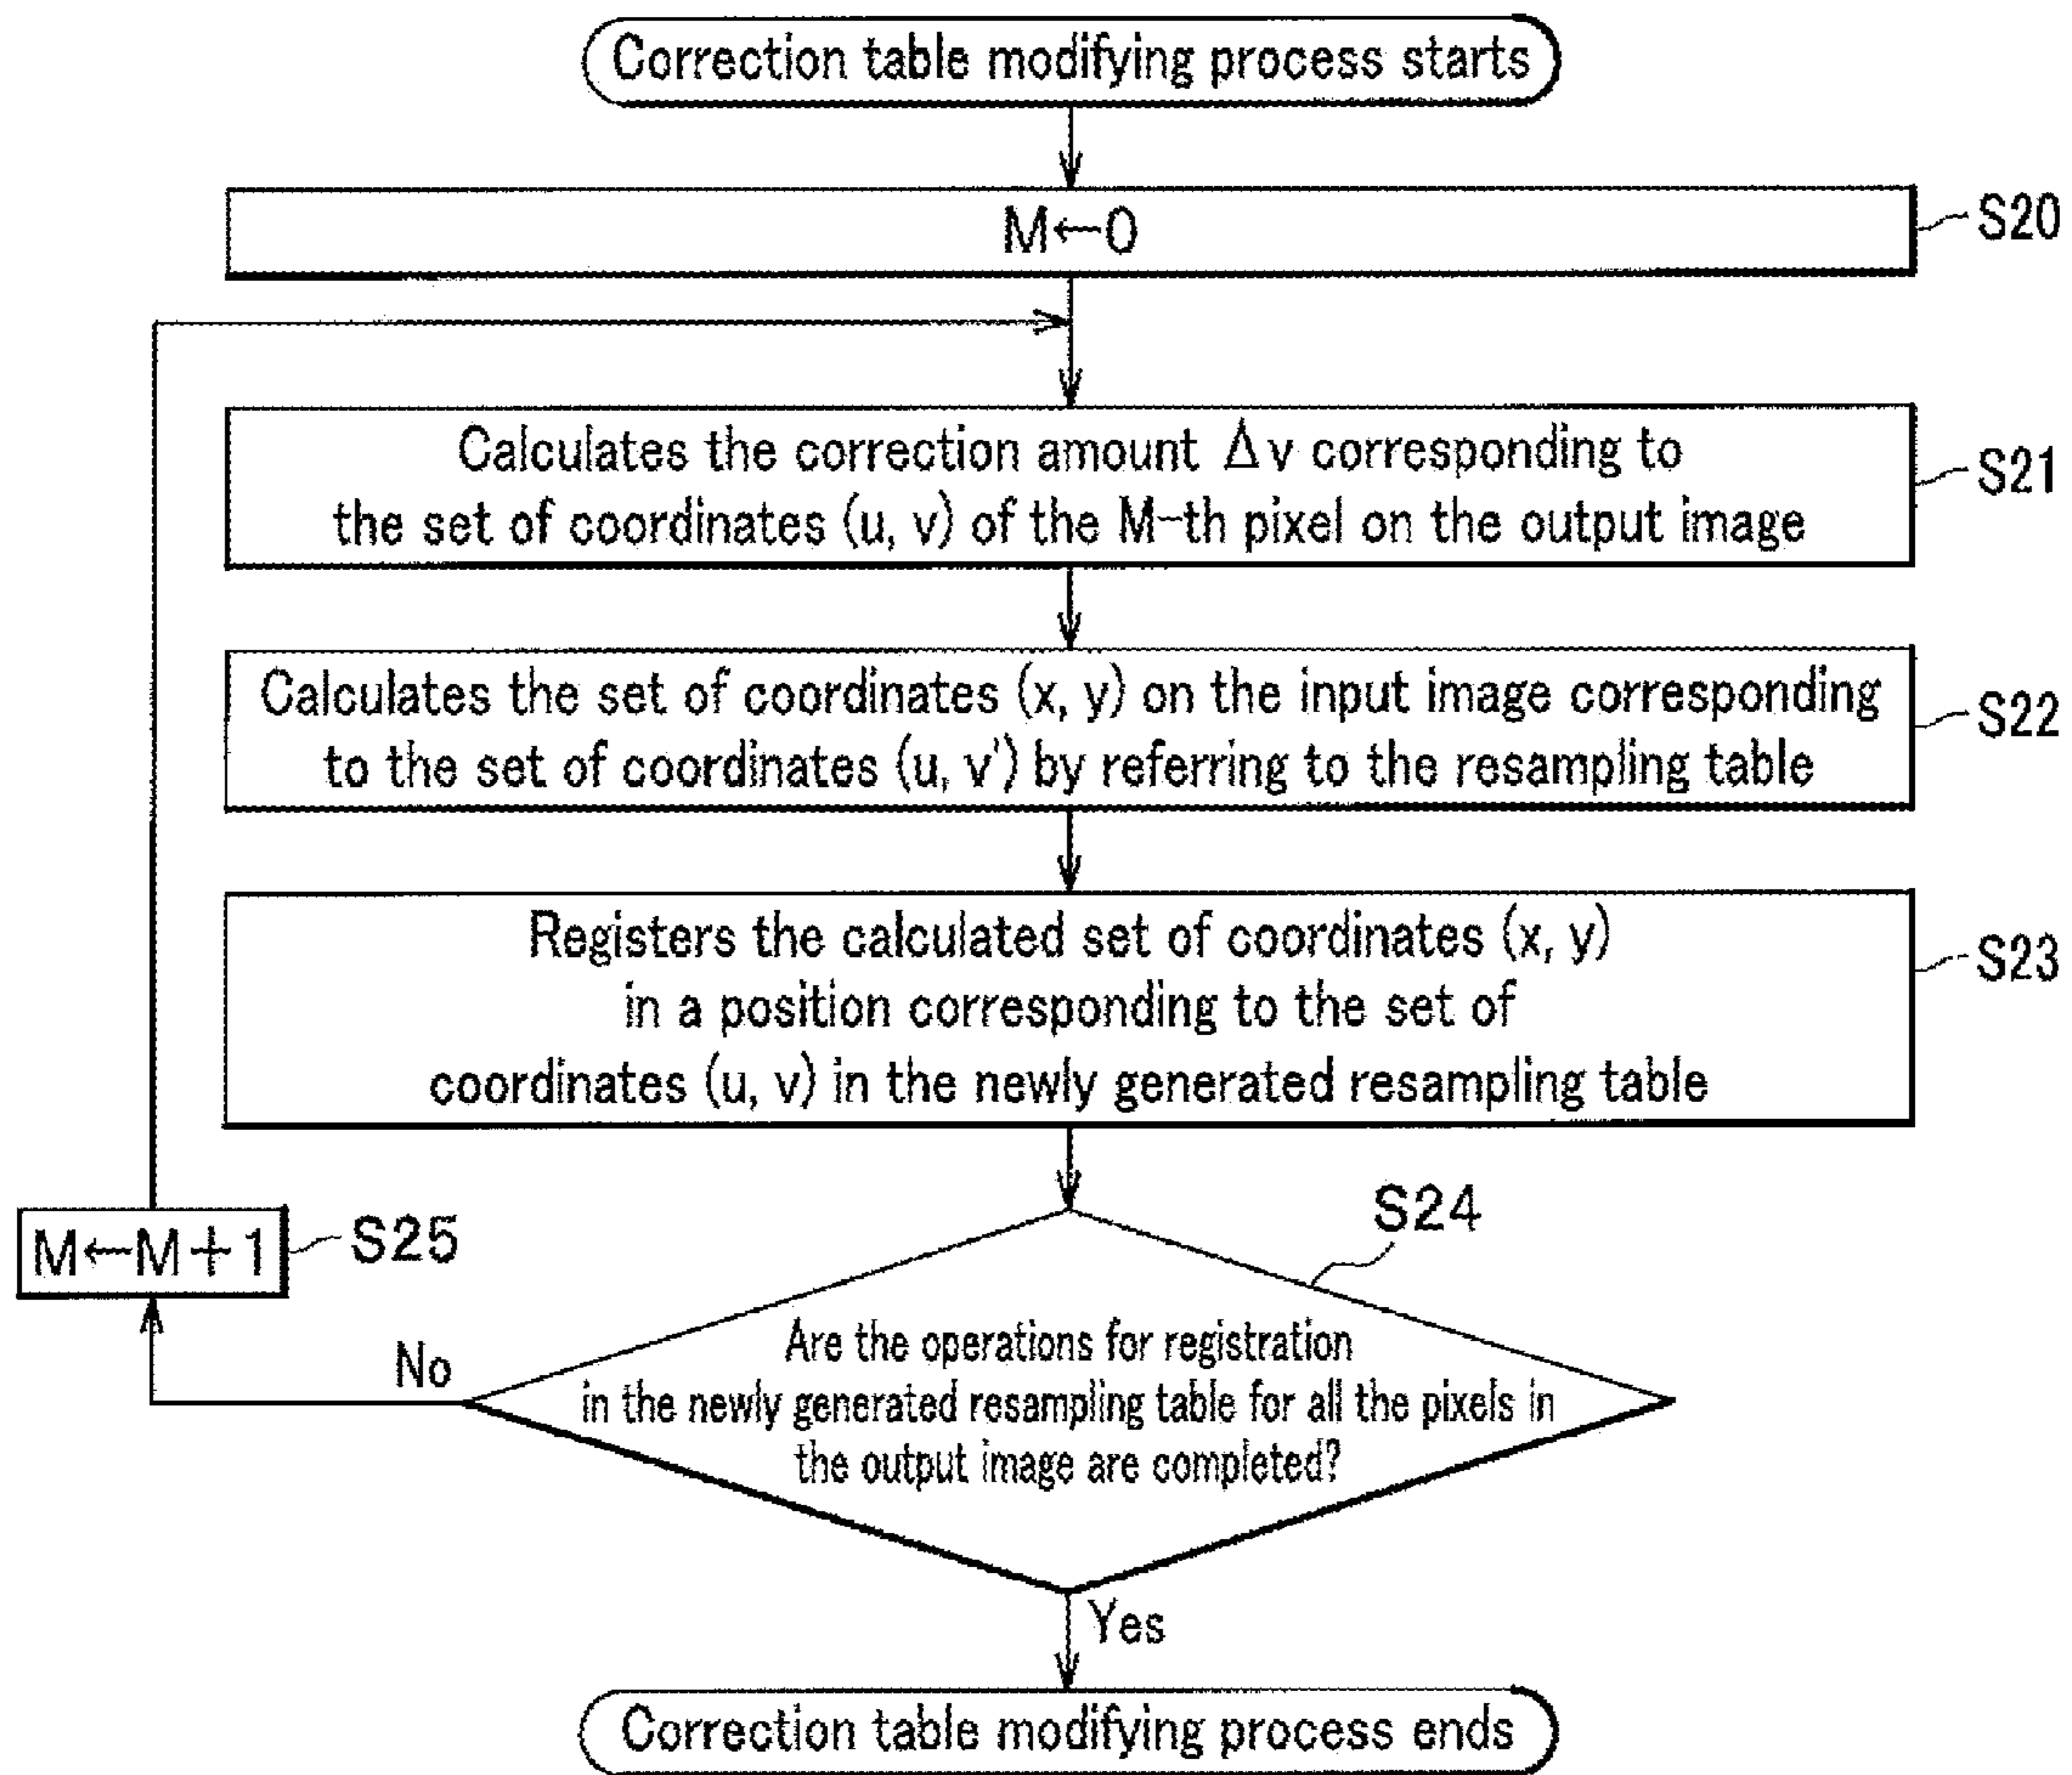 Correction table modifying process starts
M←0
S20
Calculates the correction amount Δv corresponding to
the set of coordinates (u, v) of the M-th pixel on the output image
S21
Calculates the set of coordinates (x, y) on the input image corresponding
to the set of coordinates (u, v') by referring to the resampling table
S22
Registers the calculated set of coordinates (x, y)
in a position corresponding to the set of
coordinates (u, v) in the newly generated resampling table
S23
M←M+1
S25
S24
Are the operations for registration
in the newly generated resampling table for all the pixels in
the output image are completed?
No
Yes
Correction table modifying process ends